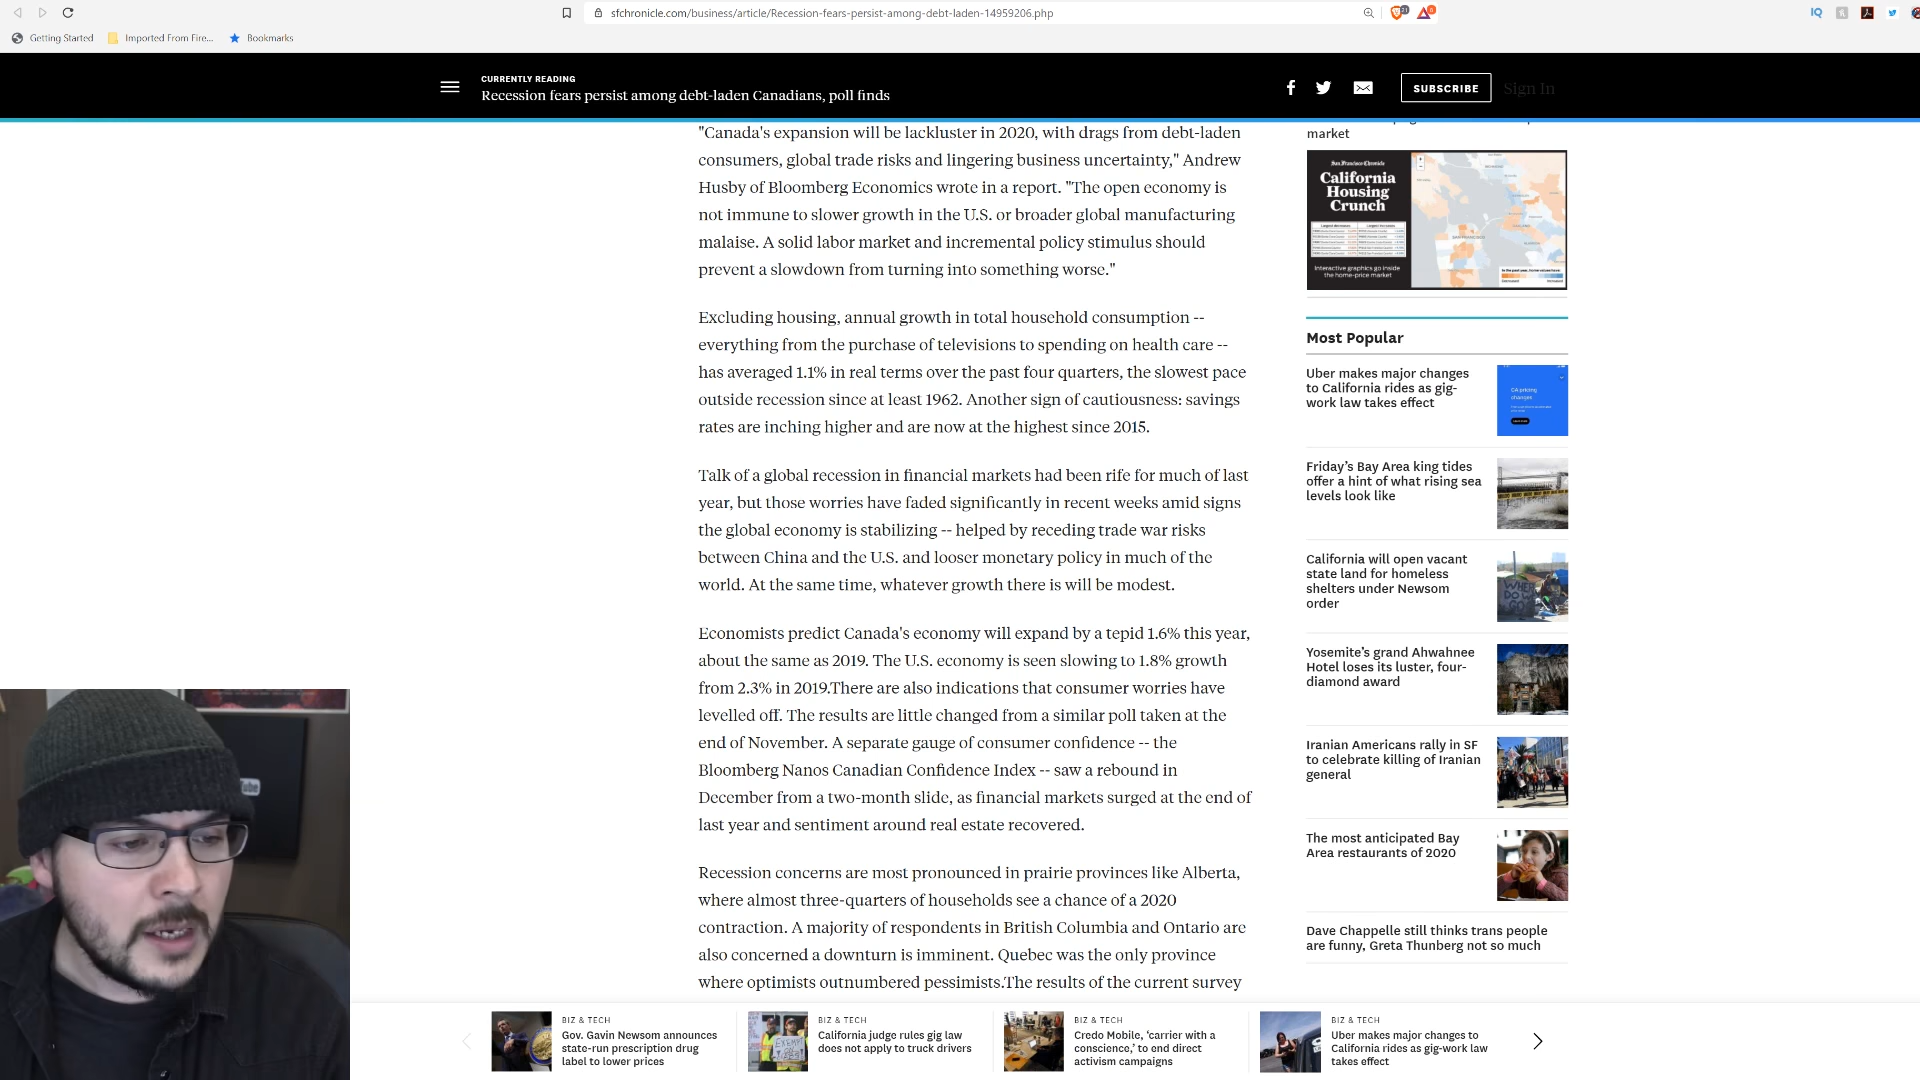 sfchronicle.com/business/article/Recession-fears-persist-among-debt-laden-14959206.php
Getting Started
Imported From Fire...
Bookmarks
CURRENTLY READING
Recession fears persist among debt-laden Canadians, poll finds
SUBSCRIBE
Sign In
"Canada's expansion will be lackluster in 2020, with drags from debt-laden
consumers, global trade risks and lingering business uncertainty," Andrew
Husby of Bloomberg Economics wrote in a report. "The open economy is
not immune to slower growth in the U.S. or broader global manufacturing
malaise. A solid labor market and incremental policy stimulus should
prevent a slowdown from turning into something worse."
Excluding housing, annual growth in total household consumption --
everything from the purchase of televisions to spending on health care --
has averaged 1.1% in real terms over the past four quarters, the slowest pace
outside recession since at least 1962. Another sign of cautiousness: savings
rates are inching higher and are now at the highest since 2015.
Talk of a global recession in financial markets had been rife for much of last
year, but those worries have faded significantly in recent weeks amid signs
the global economy is stabilizing -- helped by receding trade war risks
between China and the U.S. and looser monetary policy in much of the
world. At the same time, whatever growth there is will be modest.
Economists predict Canada's economy will expand by a tepid 1.6% this year,
about the same as 2019. The U.S. economy is seen slowing to 1.8% growth
from 2.3% in 2019.There are also indications that consumer worries have
levelled off. The results are little changed from a similar poll taken at the
end of November. A separate gauge of consumer confidence -- the
Bloomberg Nanos Canadian Confidence Index -- saw a rebound in
December from a two-month slide, as financial markets surged at the end of
last year and sentiment around real estate recovered.
Recession concerns are most pronounced in prairie provinces like Alberta,
where almost three-quarters of households see a chance of a 2020
contraction. A majority of respondents in British Columbia and Ontario are
also concerned a downturn is imminent. Quebec was the only province
where optimists outnumbered pessimists.The results of the current survey
market
San Francisco Chronicle
California
Housing
Crunch
Interactive graphics go inside
the home-price market
Most Popular
Uber makes major changes
to California rides as gig-
work law takes effect
CA pricing
changes
Friday's Bay Area king tides
offer a hint of what rising sea
levels look like
California will open vacant
state land for homeless
shelters under Newsom
order
WHERE
DO WE
GO
Yosemite's grand Ahwahnee
Hotel loses its luster, four-
diamond award
Iranian Americans rally in SF
to celebrate killing of Iranian
general
The most anticipated Bay
Area restaurants of 2020
Dave Chappelle still thinks trans people
are funny, Greta Thunberg not so much
BIZ & TECH
Gov. Gavin Newsom announces
state-run prescription drug
label to lower prices
BIZ & TECH
California judge rules gig law
does not apply to truck drivers
BIZ & TECH
Credo Mobile, 'carrier with a
conscience,' to end direct
activism campaigns
BIZ & TECH
Uber makes major changes to
California rides as gig-work law
takes effect